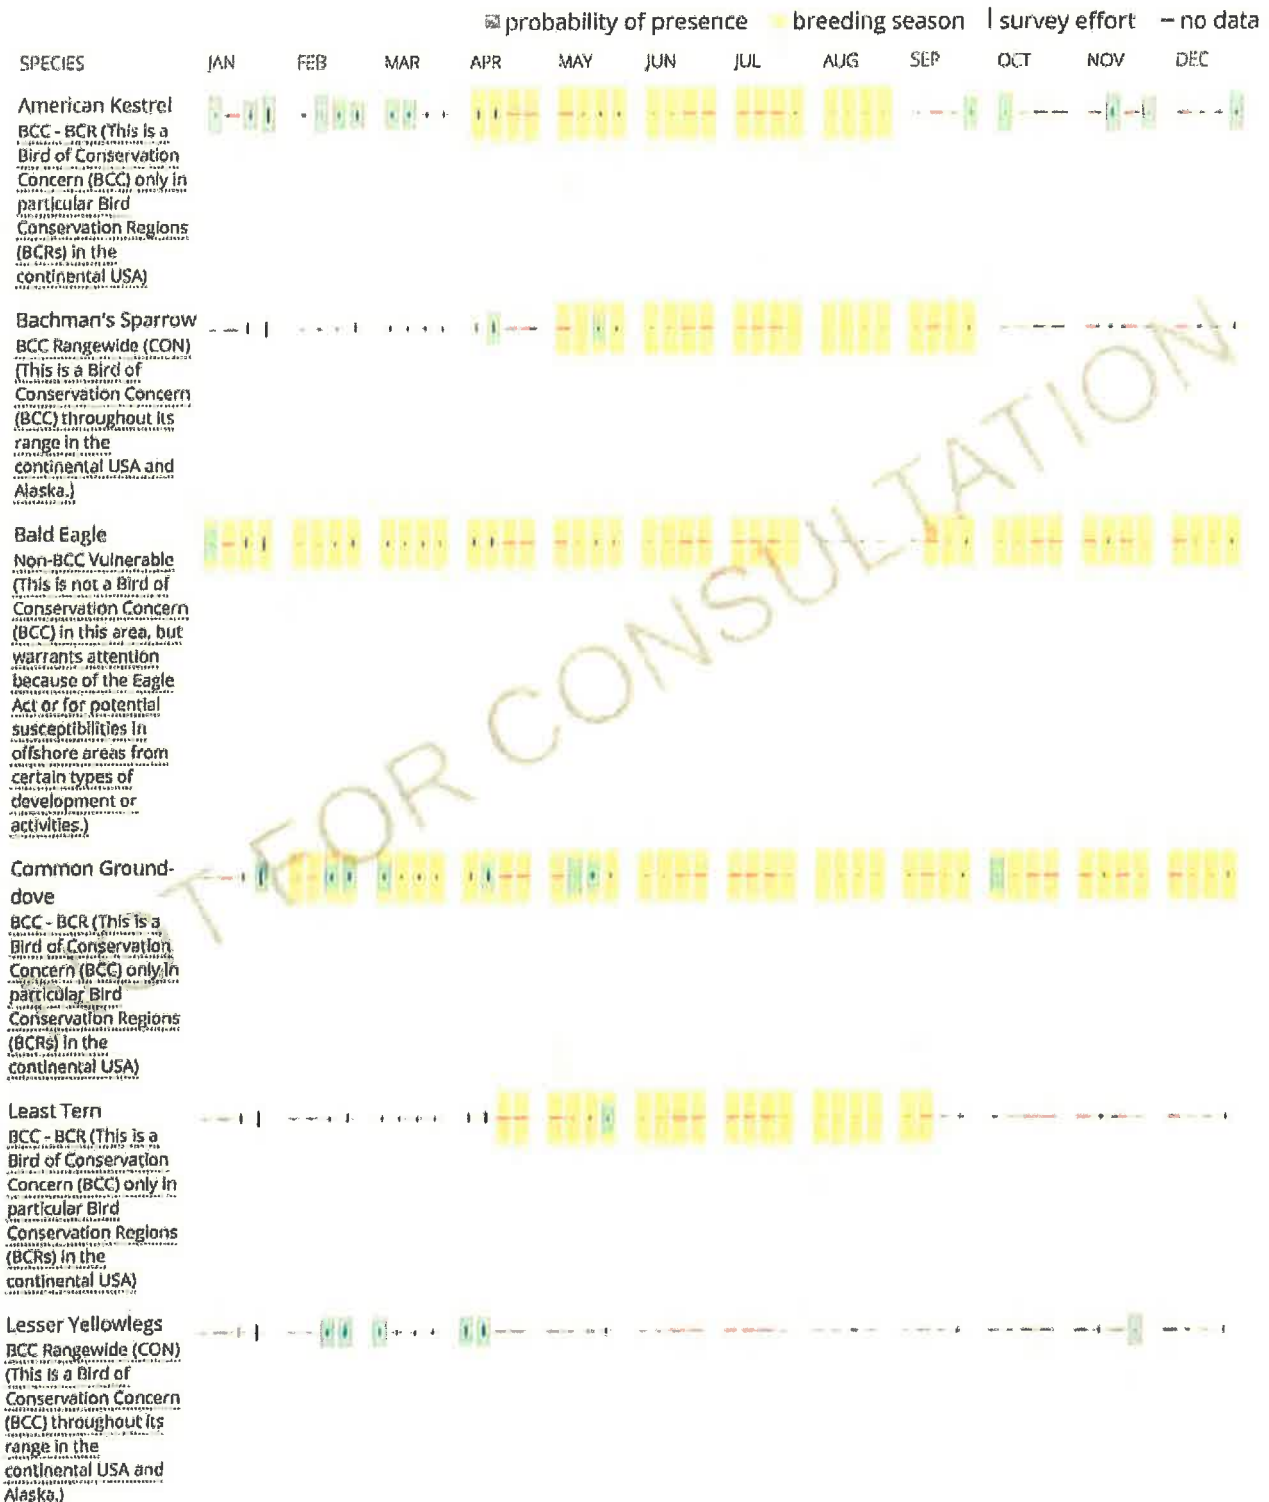 probability of presence breeding season | survey effort – no data
SPECIES JAN FEB MAR APR MAY JUN JUL AUG SEP OCT NOV DEC
American Kestrel
BCC - BCR (This is a
Bird of Conservation
Concern (BCC) only in
particular Bird
Conservation Regions
(BCRs) in the
continental USA)
Bachman's Sparrow
BCC Rangewide (CON)
(This is a Bird of
Conservation Concern
(BCC) throughout its
range in the
continental USA and
Alaska.)
Bald Eagle
Non-BCC Vulnerable
(This is not a Bird of
Conservation Concern
(BCC) in this area, but
warrants attention
because of the Eagle
Act or for potential
susceptibilities in
offshore areas from
certain types of
development or
activities.)
Common Ground-
dove
BCC - BCR (This is a
Bird of Conservation
Concern (BCC) only in
particular Bird
Conservation Regions
(BCRs) in the
continental USA)
Least Tern
BCC - BCR (This is a
Bird of Conservation
Concern (BCC) only in
particular Bird
Conservation Regions
(BCRs) in the
continental USA)
Lesser Yellowlegs
BCC Rangewide (CON)
(This is a Bird of
Conservation Concern
(BCC) throughout its
range in the
continental USA and
Alaska.)
NOT FOR CONSULTATION